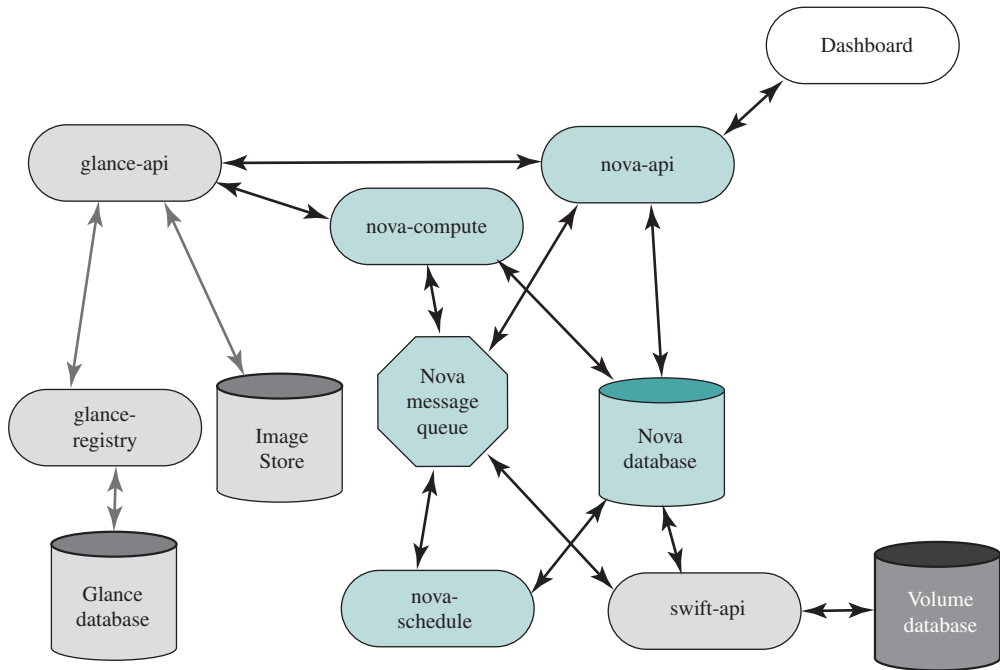 Dashboard
glance-api
nova-api
nova-compute
Nova
message
queue
glance-
registry
Image
Store
Nova
database
Glance
database
nova-
schedule
swift-api
Volume
database